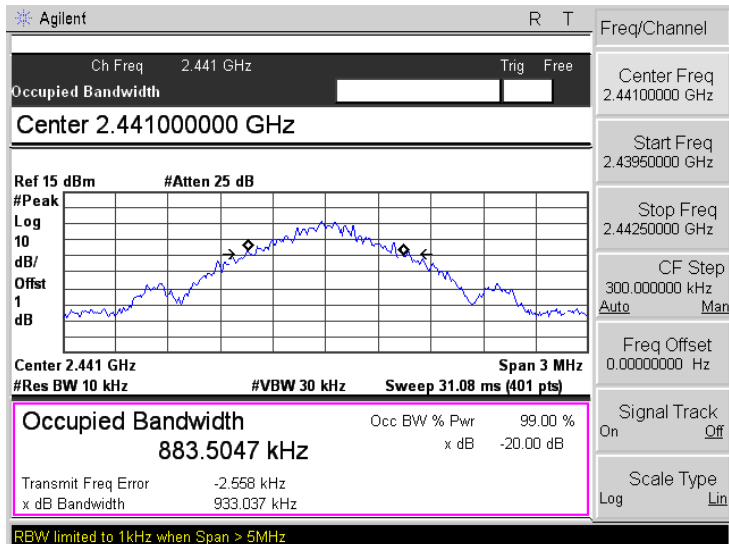 Agilent R T
Ch Freq 2.441 GHz Trig Free
Occupied Bandwidth
Center 2.441000000 GHz
Ref 15 dBm #Atten 25 dB
#Peak
Log
10
dB/
Offst
1
dB
Center 2.441 GHz Span 3 MHz
#Res BW 10 kHz #VBW 30 kHz Sweep 31.08 ms (401 pts)
Occupied Bandwidth Occ BW % Pwr 99.00 %
883.5047 kHz x dB -20.00 dB
Transmit Freq Error -2.558 kHz
x dB Bandwidth 933.037 kHz
RBW limited to 1kHz when Span > 5MHz
Freq/Channel
Center Freq
2.44100000 GHz
Start Freq
2.43950000 GHz
Stop Freq
2.44250000 GHz
CF Step
300.000000 kHz
Auto Man
Freq Offset
0.00000000 Hz
Signal Track
On Off
Scale Type
Log Lin